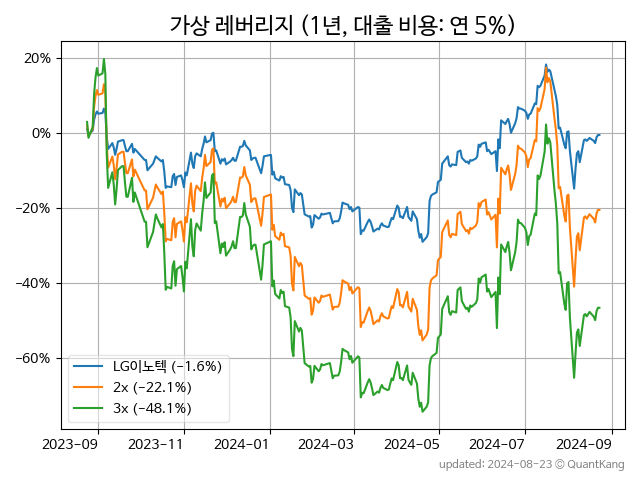 가상 레버리지 (1년, 대출 비용: 연 5%)
20%
0%
−20%
−40%
−60%
LG이노텍 (−1.6%)
2x (−22.1%)
3x (−48.1%)
2023−09 2023−11 2024−01 2024−03 2024−05 2024−07 2024−09
updated: 2024−08−23 © QuantKang